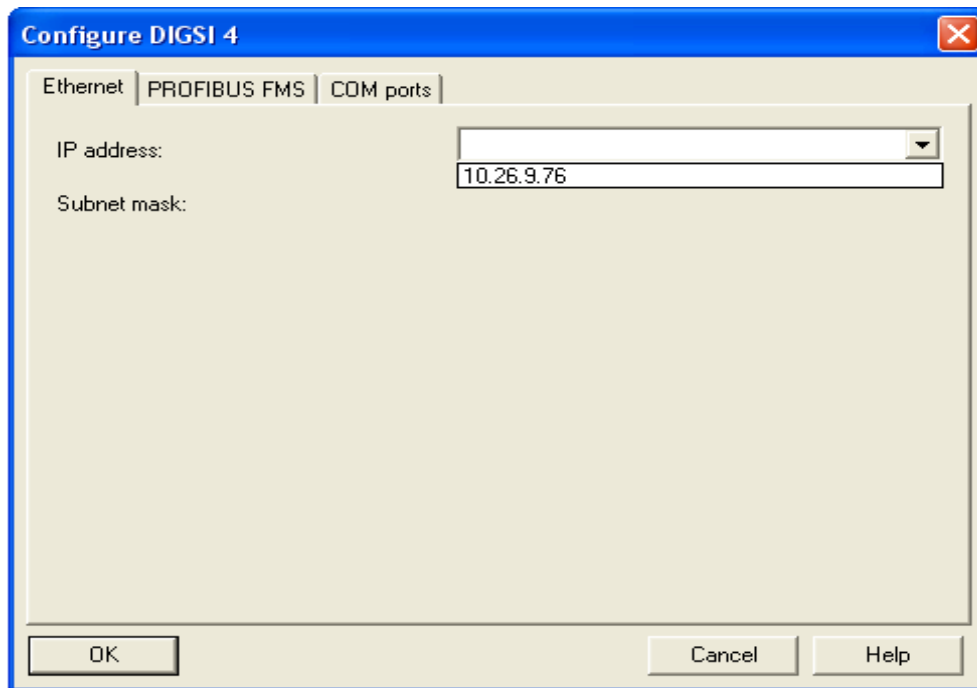 Configure DIGSI 4
Ethernet PROFIBUS FMS COM ports
IP address:
10.26.9.76
Subnet mask:
OK Cancel Help